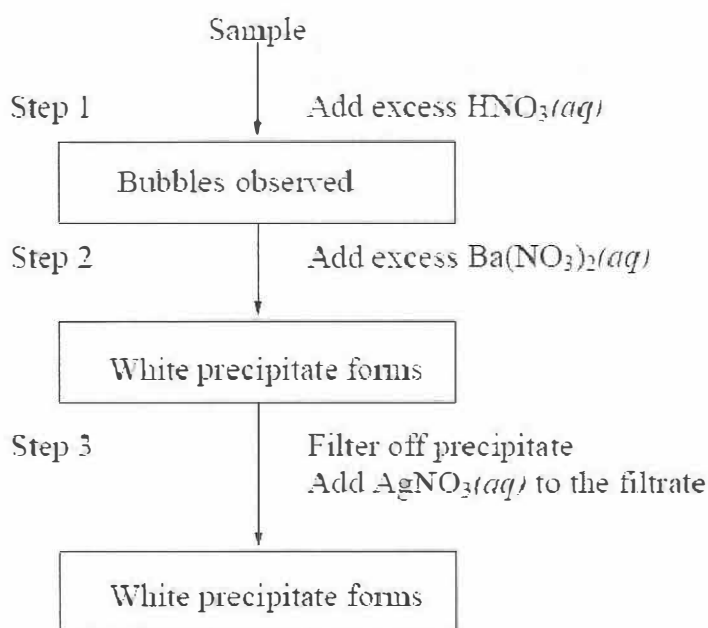 Sample
Step 1 Add excess HNO₃(aq)
Bubbles observed
Step 2 Add excess Ba(NO₃)₂(aq)
White precipitate forms
Step 3 Filter off precipitate
Add AgNO₃(aq) to the filtrate
White precipitate forms